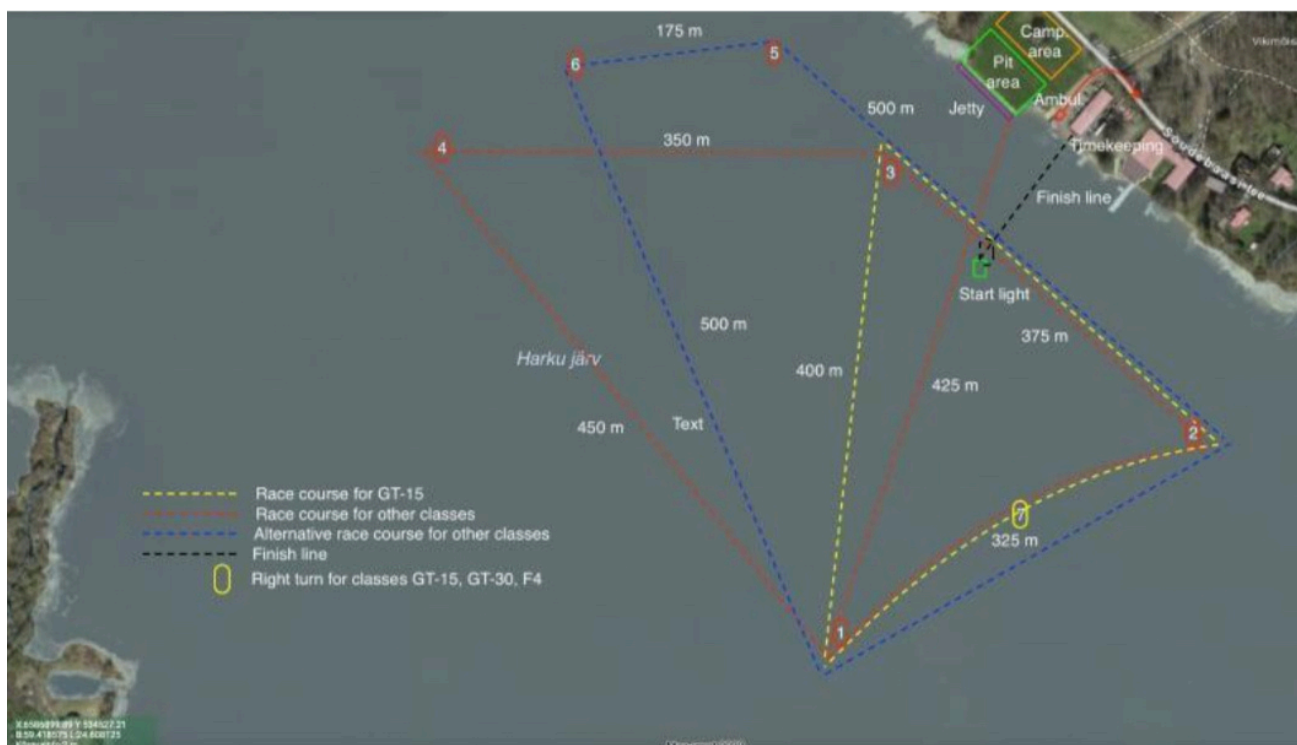 175 m
6
5
Camp.
area
Pit
area
500 m
Jetty
Ambul.
4
350 m
3
Timekeeping
Finish line
Start light
375 m
500 m
Harku järv
400 m
425 m
450 m
Text
2
7
325 m
1
Race course for GT-15
Race course for other classes
Alternative race course for other classes
Finish line
Right turn for classes GT-15, GT-30, F4